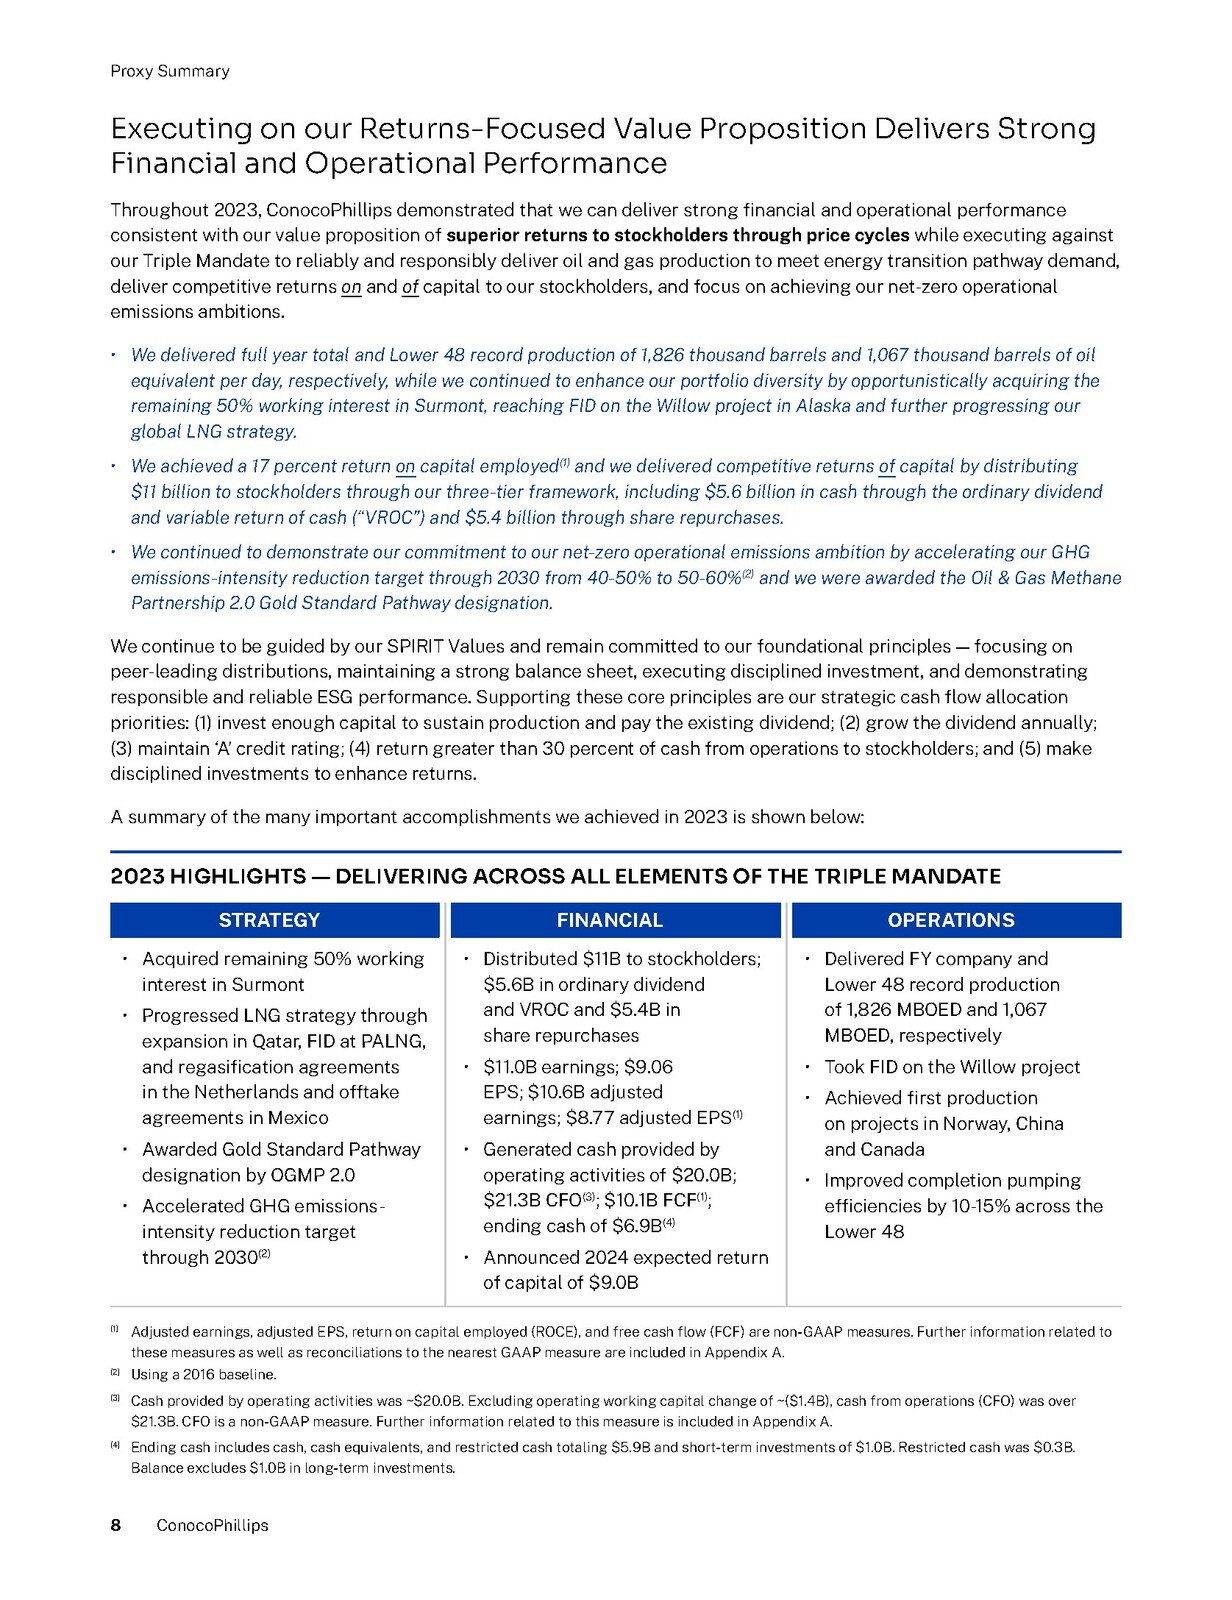 Proxy Summary
Executing on our Returns-Focused Value Proposition Delivers Strong
Financial and Operational Performance
Throughout 2023, ConocoPhillips demonstrated that we can deliver strong financial and operational performance
consistent with our value proposition of superior returns to stockholders through price cycles while executing against
our Triple Mandate to reliably and responsibly deliver oil and gas production to meet energy transition pathway demand,
deliver competitive returns on and of capital to our stockholders, and focus on achieving our net-zero operational
emissions ambitions.
• We delivered full year total and Lower 48 record production of 1,826 thousand barrels and 1,067 thousand barrels of oil
equivalent per day, respectively, while we continued to enhance our portfolio diversity by opportunistically acquiring the
remaining 50% working interest in Surmont, reaching FID on the Willow project in Alaska and further progressing our
global LNG strategy.
• We achieved a 17 percent return on capital employed(1) and we delivered competitive returns of capital by distributing
$11 billion to stockholders through our three-tier framework, including $5.6 billion in cash through the ordinary dividend
and variable return of cash (“VROC”) and $5.4 billion through share repurchases.
• We continued to demonstrate our commitment to our net-zero operational emissions ambition by accelerating our GHG
emissions-intensity reduction target through 2030 from 40-50% to 50-60%(2) and we were awarded the Oil & Gas Methane
Partnership 2.0 Gold Standard Pathway designation.
We continue to be guided by our SPIRIT Values and remain committed to our foundational principles — focusing on
peer-leading distributions, maintaining a strong balance sheet, executing disciplined investment, and demonstrating
responsible and reliable ESG performance. Supporting these core principles are our strategic cash flow allocation
priorities: (1) invest enough capital to sustain production and pay the existing dividend; (2) grow the dividend annually;
(3) maintain ‘A’ credit rating; (4) return greater than 30 percent of cash from operations to stockholders; and (5) make
disciplined investments to enhance returns.
A summary of the many important accomplishments we achieved in 2023 is shown below:
2023 HIGHLIGHTS — DELIVERING ACROSS ALL ELEMENTS OF THE TRIPLE MANDATE
STRATEGY
• Acquired remaining 50% working
interest in Surmont
• Progressed LNG strategy through
expansion in Qatar, FID at PALNG,
and regasification agreements
in the Netherlands and offtake
agreements in Mexico
• Awarded Gold Standard Pathway
designation by OGMP 2.0
• Accelerated GHG emissions-
intensity reduction target
through 2030(2)
FINANCIAL
• Distributed $11B to stockholders;
$5.6B in ordinary dividend
and VROC and $5.4B in
share repurchases
• $11.0B earnings; $9.06
EPS; $10.6B adjusted
earnings; $8.77 adjusted EPS(1)
• Generated cash provided by
operating activities of $20.0B;
$21.3B CFO(3); $10.1B FCF(1);
ending cash of $6.9B(4)
• Announced 2024 expected return
of capital of $9.0B
OPERATIONS
• Delivered FY company and
Lower 48 record production
of 1,826 MBOED and 1,067
MBOED, respectively
• Took FID on the Willow project
• Achieved first production
on projects in Norway, China
and Canada
• Improved completion pumping
efficiencies by 10-15% across the
Lower 48
(1) Adjusted earnings, adjusted EPS, return on capital employed (ROCE), and free cash flow (FCF) are non-GAAP measures. Further information related to
these measures as well as reconciliations to the nearest GAAP measure are included in Appendix A.
(2) Using a 2016 baseline.
(3) Cash provided by operating activities was ~$20.0B. Excluding operating working capital change of ~($1.4B), cash from operations (CFO) was over
$21.3B. CFO is a non-GAAP measure. Further information related to this measure is included in Appendix A.
(4) Ending cash includes cash, cash equivalents, and restricted cash totaling $5.9B and short-term investments of $1.0B. Restricted cash was $0.3B.
Balance excludes $1.0B in long-term investments.
8 ConocoPhillips